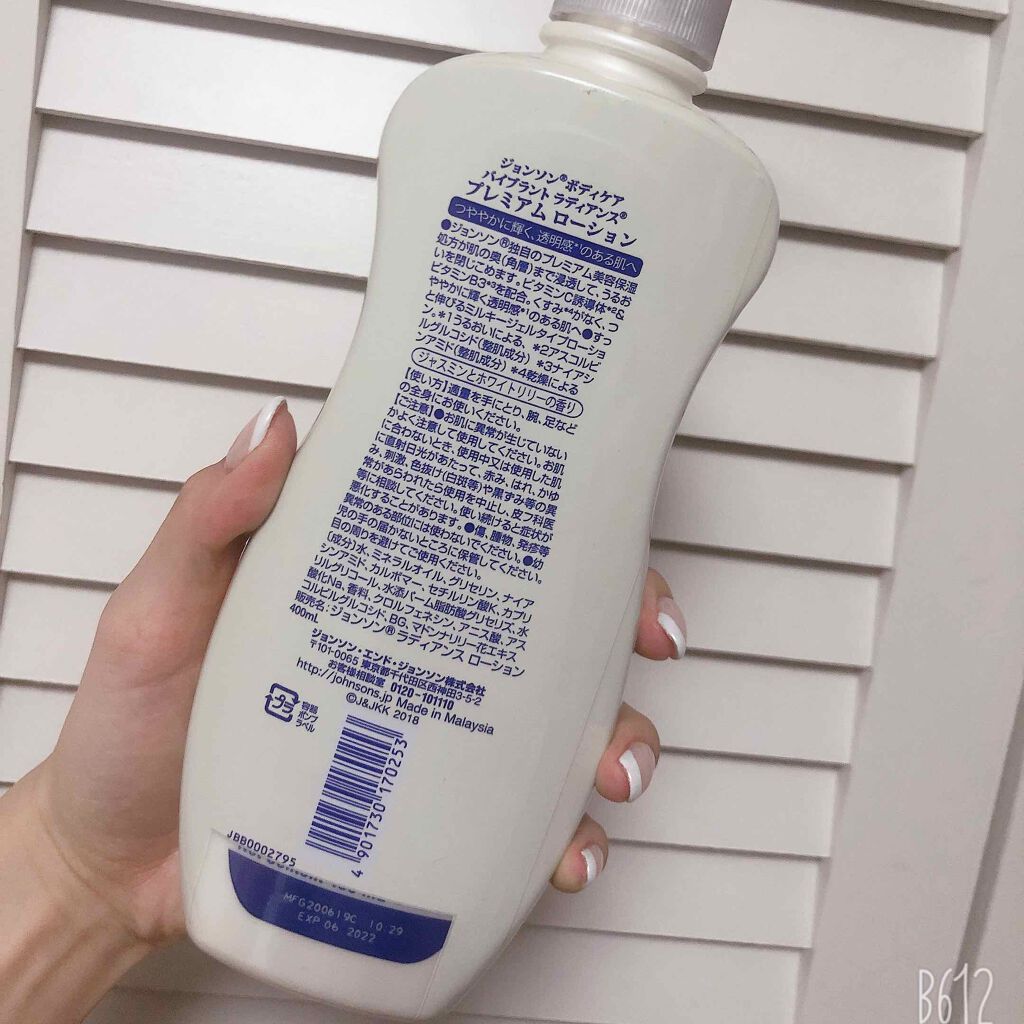 ジョンソン®ボディケア
バイブラント ラディアンス®
プレミアム ローション
つややかに輝く、透明感*¹のある肌へ
●ジョンソン®独自のプレミアム美容保湿
処方が肌の奥(角層)まで浸透して、うるお
いを閉じこめます。ビタミンC誘導体*²&
ビタミンB3*³を配合。くすみ*⁴がなく、つ
ややかに輝く透明感*¹のある肌へ●すっ
と伸びるミルキージェルタイプローショ
ン。*1うるおいによる、*2アスコルビ
ルグルコシド(整肌成分) *3ナイアシ
ンアミド(整肌成分) *4乾燥による
ジャスミンとホワイトリリーの香り
【使い方】適量を手にとり、腕、足など
の全身にお使いください。
【ご注意】●お肌に異常が生じていない
かよく注意して使用してください。お肌
に合わないとき、使用中又は使用した肌
に直射日光があたって、赤み、はれ、かゆ
み、刺激、色抜け(白斑等)や黒ずみ等の異
常があらわれたら使用を中止し、皮フ科医
等に相談してください。使い続けると症状が
悪化することがあります。●傷、腫物、発疹等
異常のある部位には使わないでください。●幼
児の手の届かないところに保管してください。
目の周りを避けてご使用ください。
[成分]水、ミネラルオイル、グリセリン、ナイア
シンアミド、カルボマー、セチルリン酸K、カプリ
リルグリコール、水添パーム脂肪酸グリセリズ、水
酸化Na、香料、クロルフェネシン、アニス酸、アス
コルビルグルコシド、BG、マドンナリリー花エキス
販売名:ジョンソン® ラディアンス ローション
400mL
ジョンソン・エンド・ジョンソン株式会社
〒101-0065 東京都千代田区西神田3-5-2
お客様相談室 0120-101110
http://johnsons.jp Made in Malaysia
©J&JKK 2018
プラ
容器
ポンプ
ラベル
4 901730 170253
JBB0002795
MFG200619C 10 29
EXP 06 2022
B612